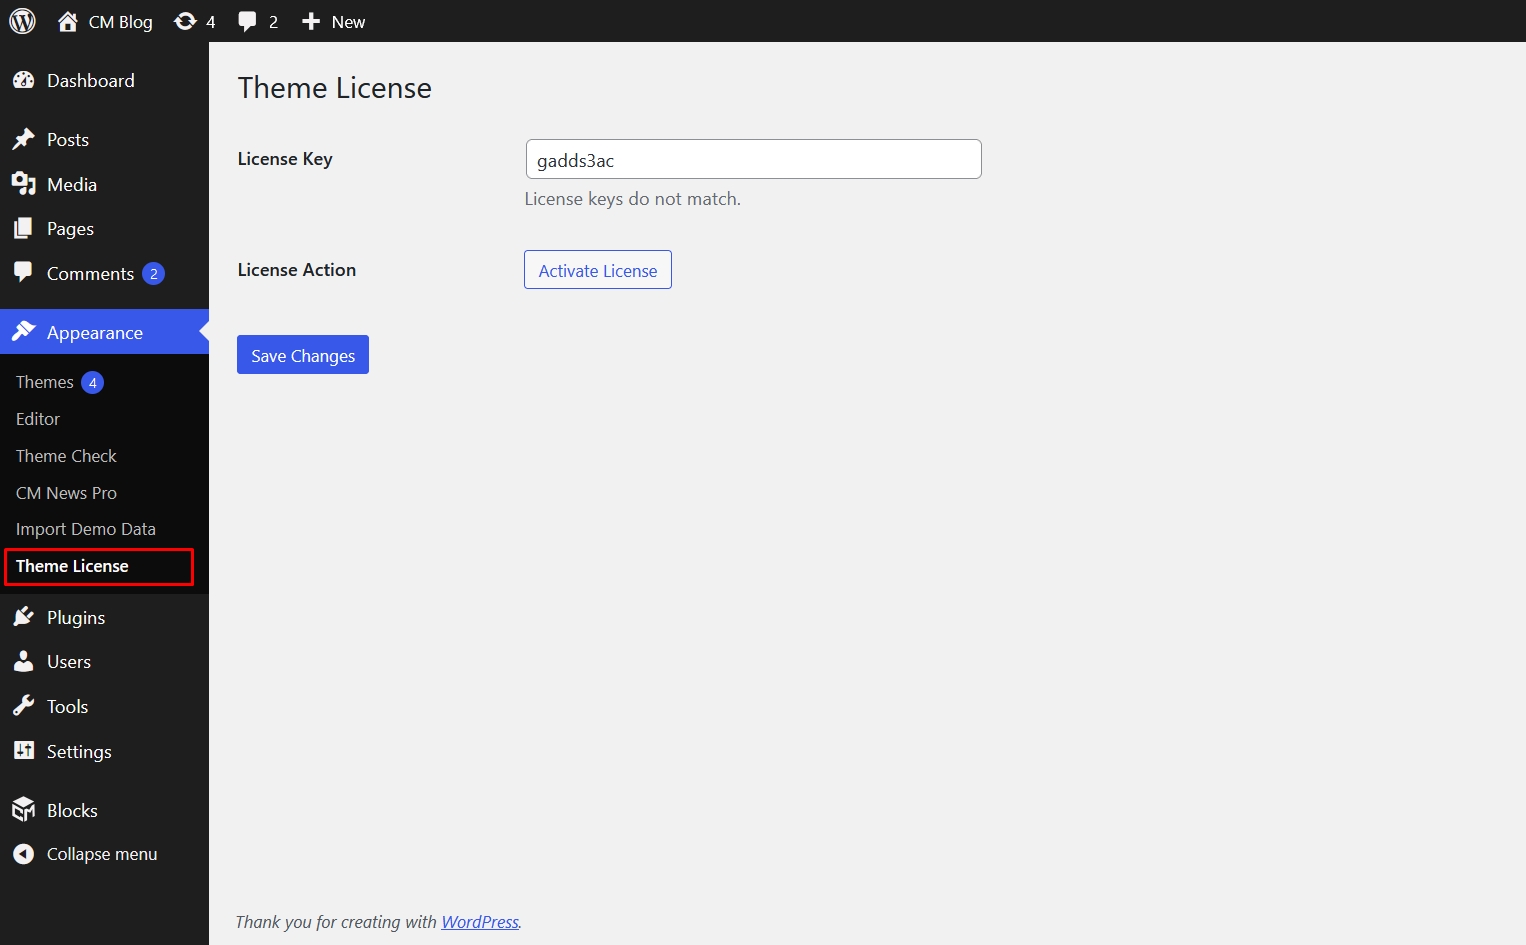 CM Blog 4 2 New
Dashboard
Posts
Media
Pages
Comments 2
Appearance
Themes 4
Editor
Theme Check
CM News Pro
Import Demo Data
Theme License
Plugins
Users
Tools
Settings
Blocks
Collapse menu
Theme License
License Key
gadds3ac
License keys do not match.
License Action
Activate License
Save Changes
Thank you for creating with WordPress.